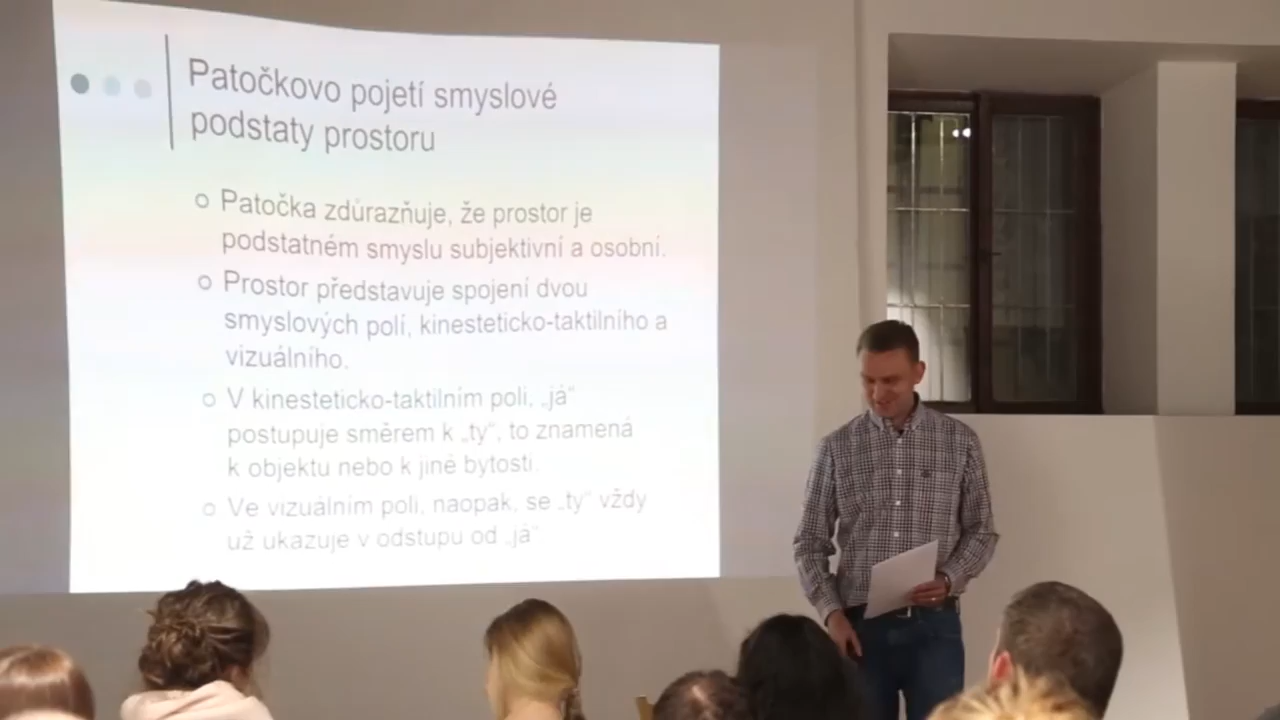 Patočkovo pojetí smyslové
podstaty prostoru
Patočka zdůrazňuje, že prostor je
podstatném smyslu subjektivní a osobní.
Prostor představuje spojení dvou
smyslových polí, kinesteticko-taktilního a
vizuálního.
V kinesteticko-taktilním poli, „já“
postupuje směrem k „ty“, to znamená
k objektu nebo k jiné bytosti.
Ve vizuálním poli, naopak, se „ty“ vždy
už ukazuje v odstupu od „já“